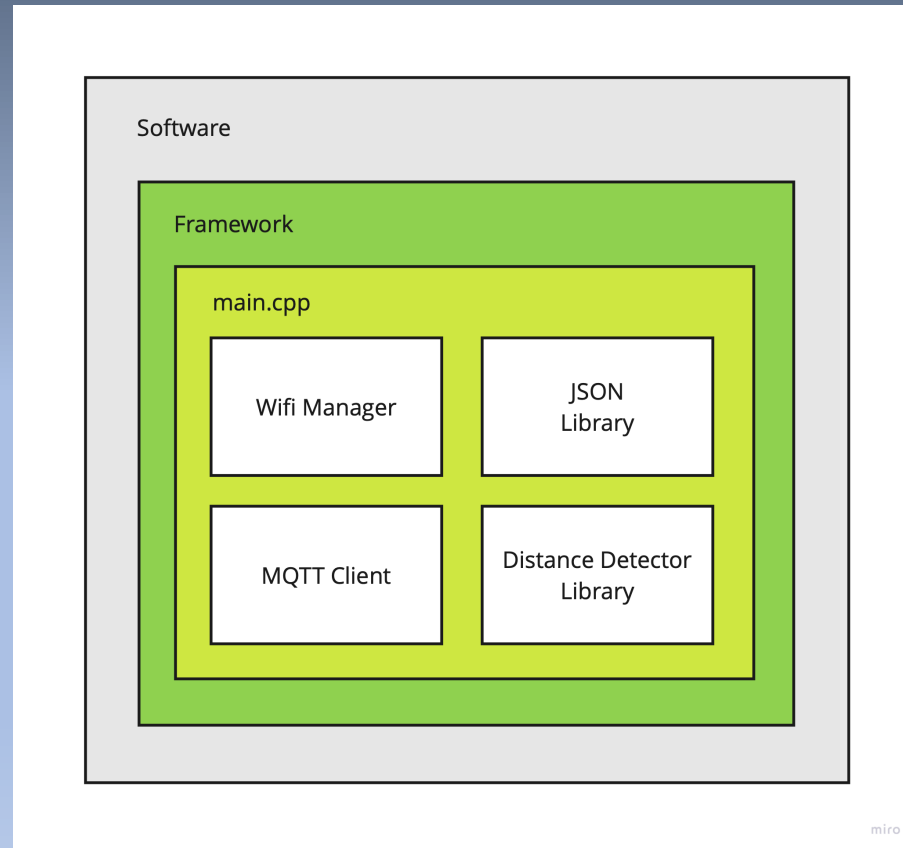 Software
Framework
main.cpp
Wifi Manager
JSON
Library
MQTT Client
Distance Detector
Library
miro